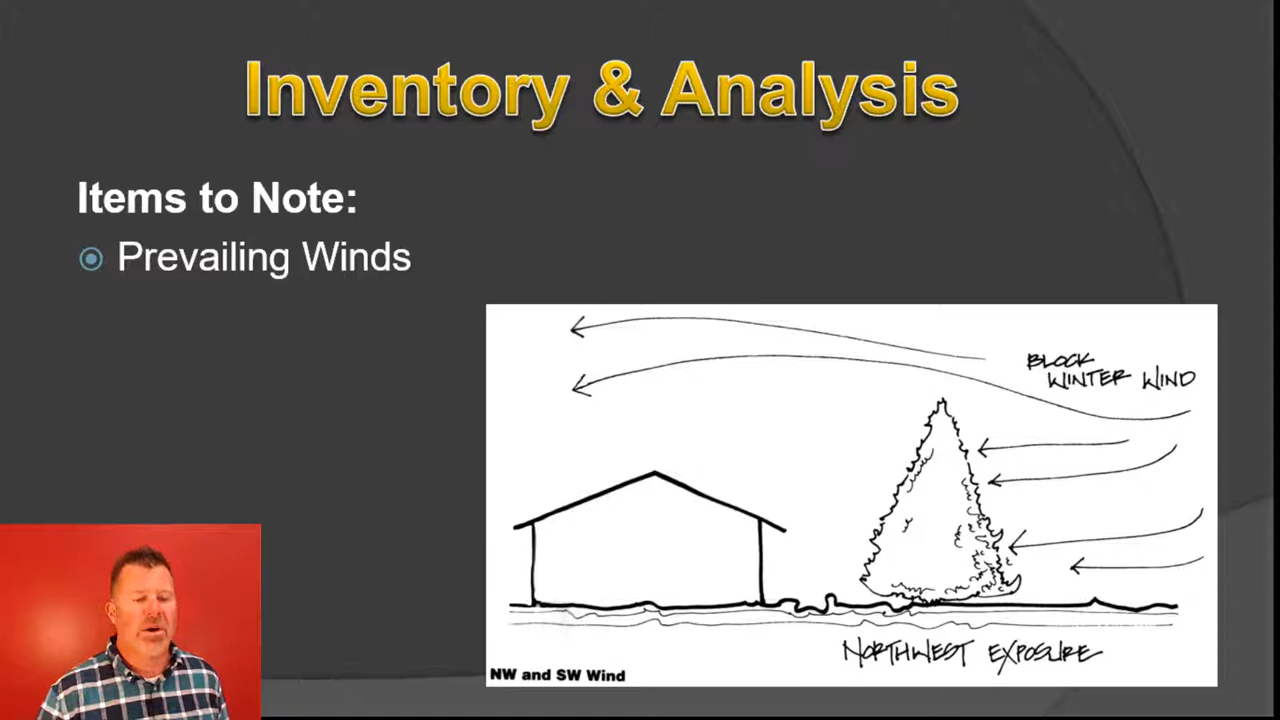 Inventory & Analysis
Items to Note:
Prevailing Winds
BLOCK
WINTER WIND
NORTHWEST EXPOSURE
NW and SW Wind